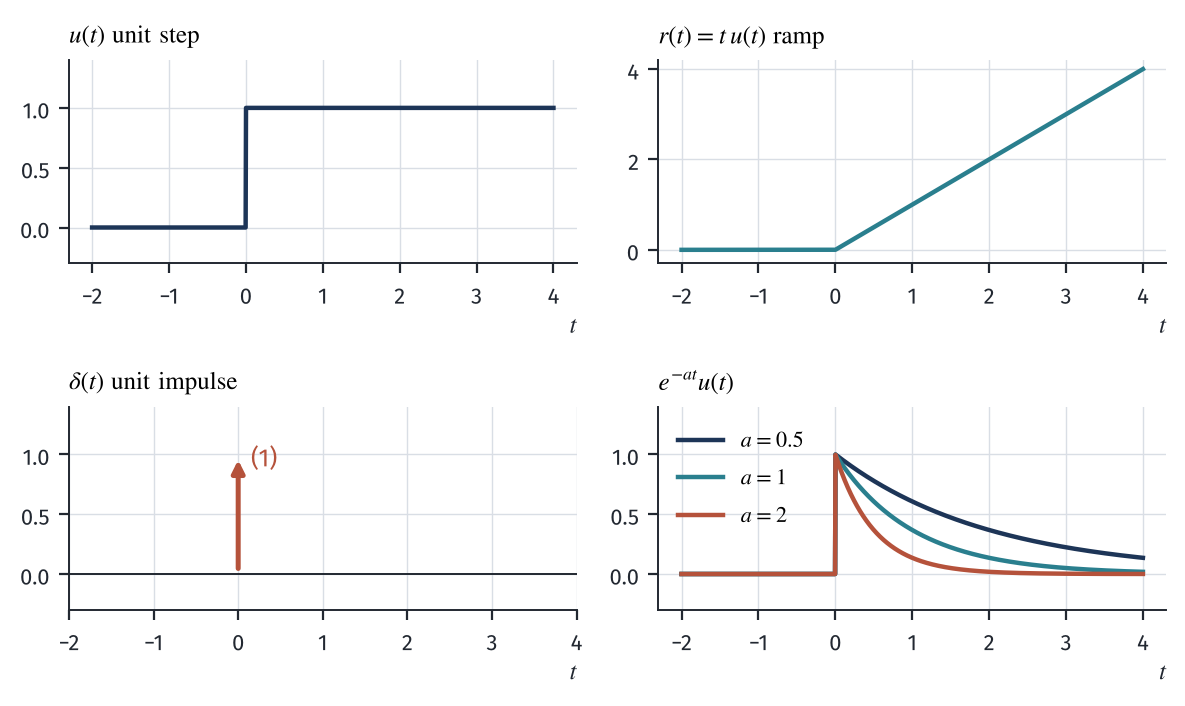 u(t) unit step
1.0
0.5
0.0
−2 −1 0 1 2 3 4
t
r(t) = t u(t) ramp
4
2
0
−2 −1 0 1 2 3 4
t
δ(t) unit impulse
(1)
1.0
0.5
0.0
−2 −1 0 1 2 3 4
t
e^{−at}u(t)
a = 0.5
a = 1
a = 2
1.0
0.5
0.0
−2 −1 0 1 2 3 4
t